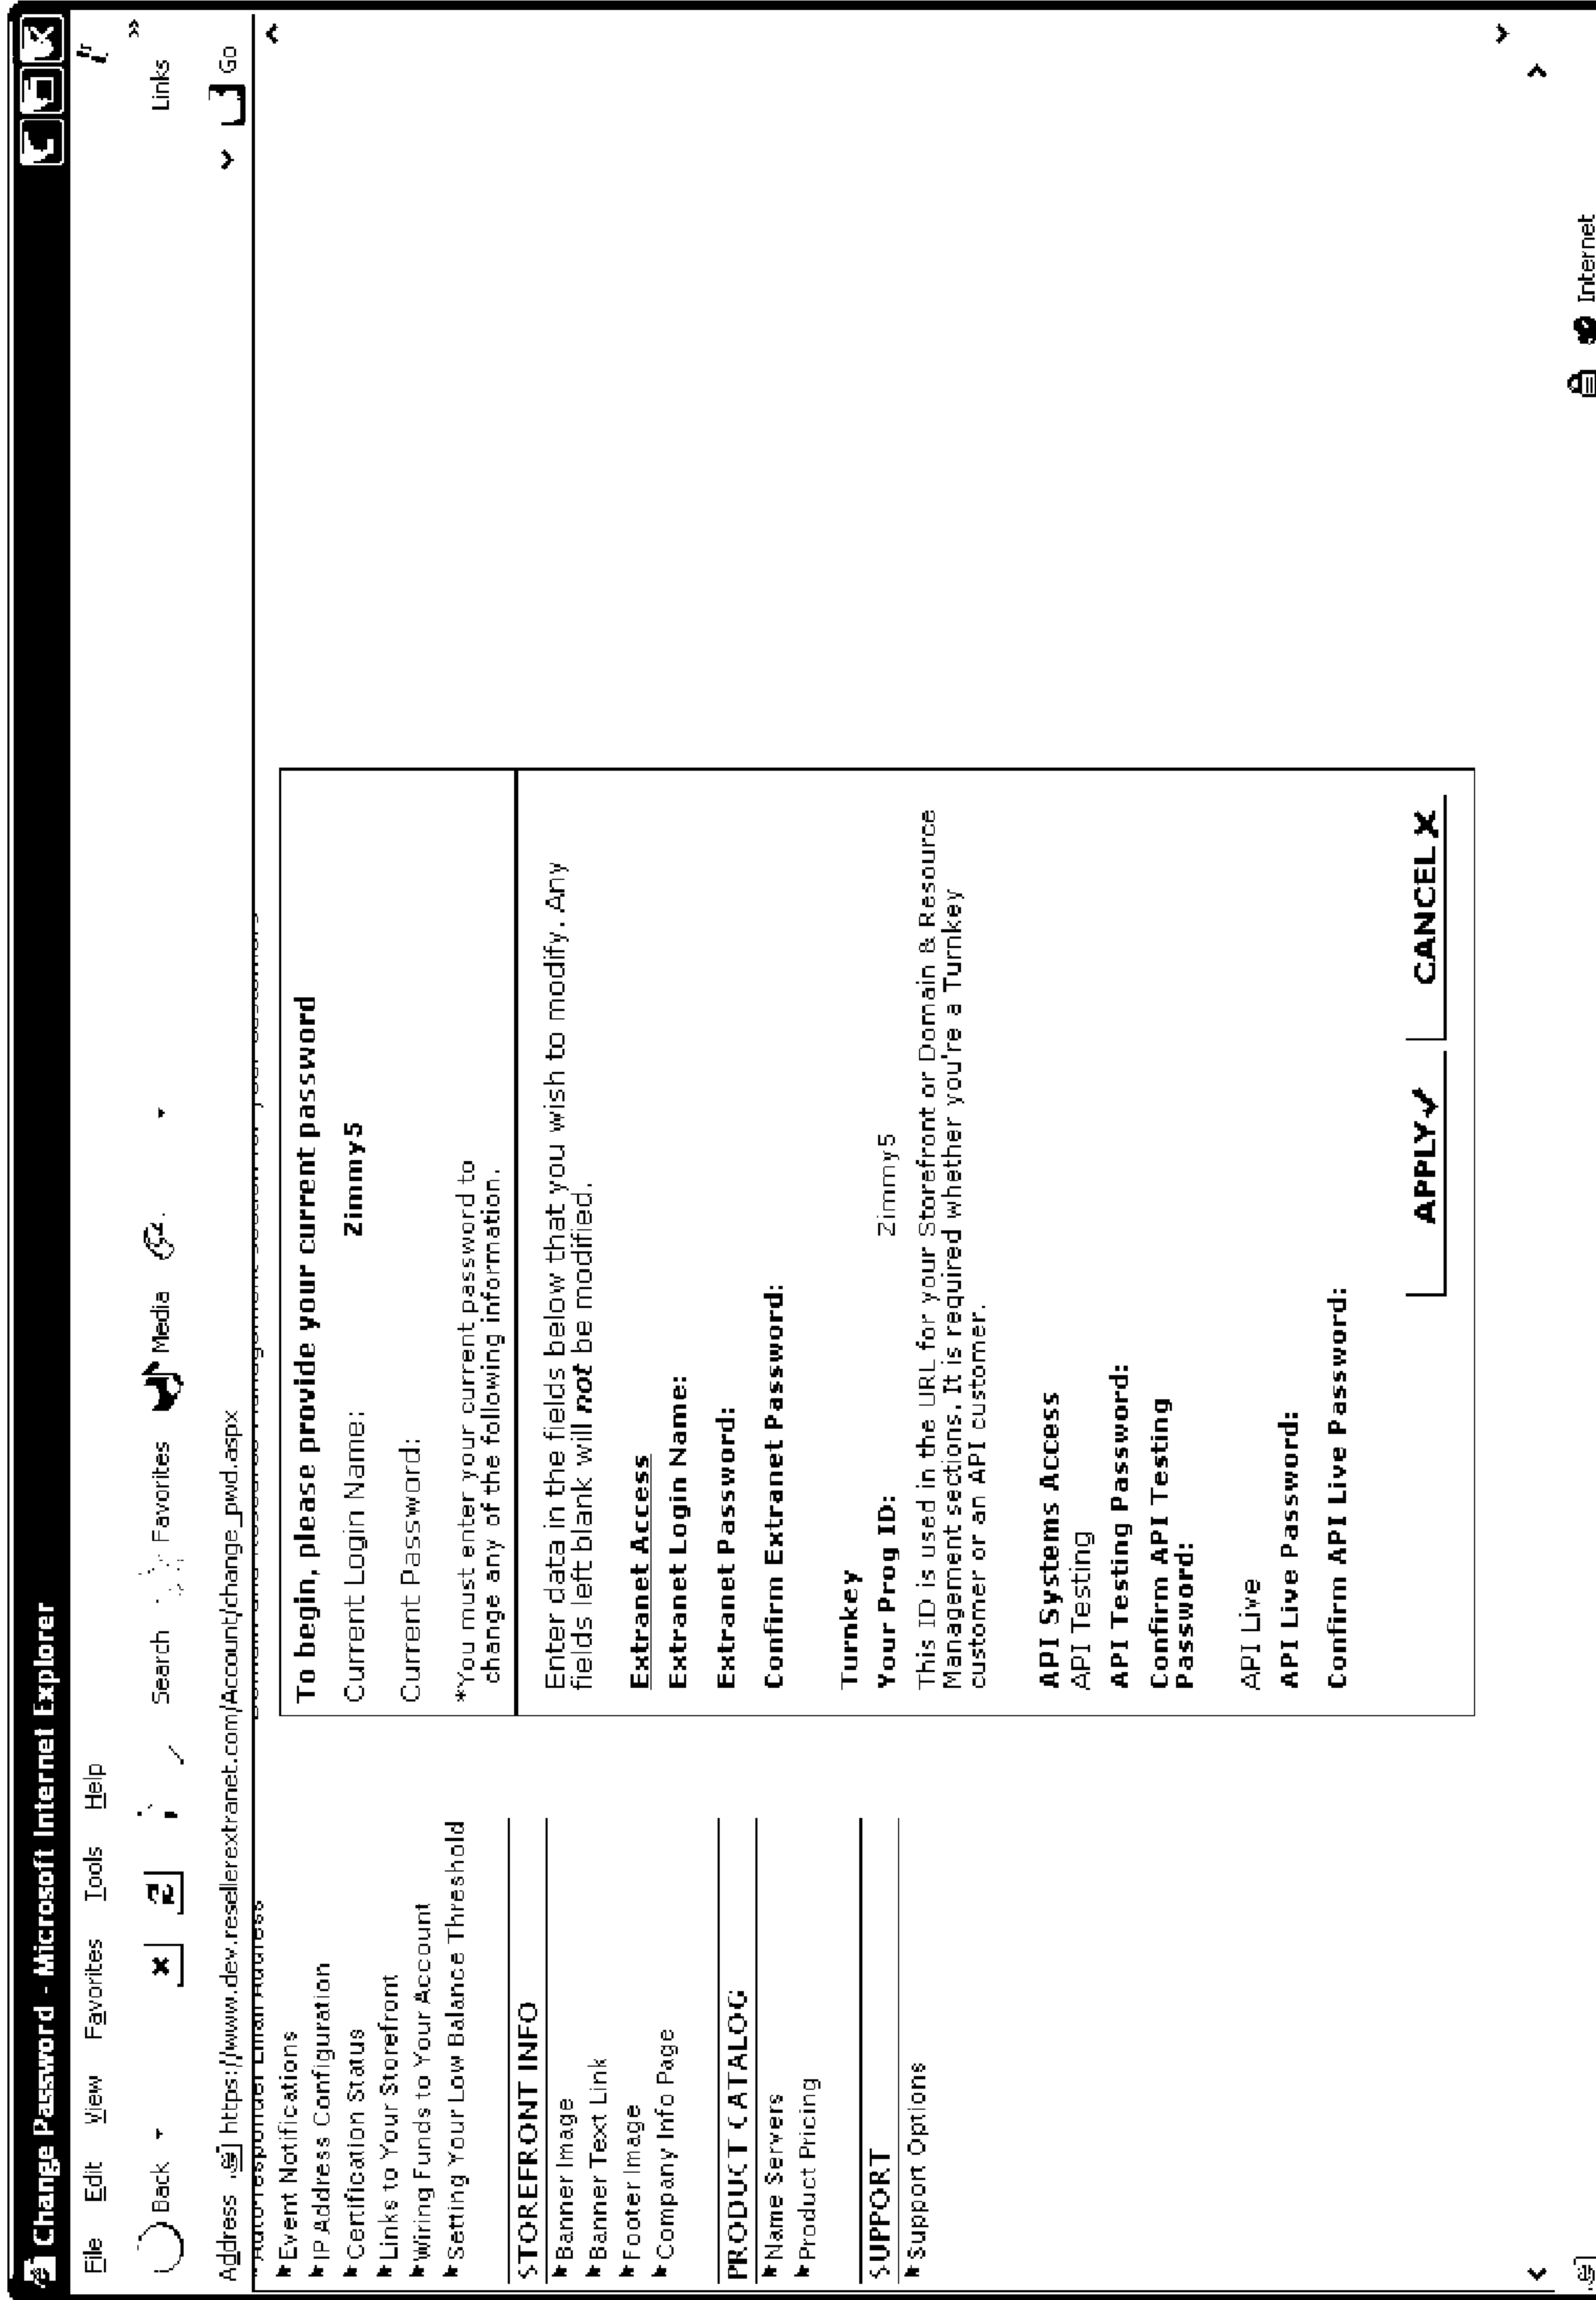 Change Password - Microsoft Internet Explorer
File Edit View Favorites Tools Help
Back Search Favorites Media Links »
Address https://www.dev.resellerextranet.com/Account/change_pwd.aspx Go
Event Notifications
IP Address Configuration
Certification Status
Links to Your Storefront
Wiring Funds to Your Account
Setting Your Low Balance Threshold
STOREFRONT INFO
Banner Image
Banner Text Link
Footer Image
Company Info Page
PRODUCT CATALOG
Name Servers
Product Pricing
SUPPORT
Support Options
To begin, please provide your current password
Current Login Name: Zimmy5
Current Password:
*You must enter your current password to
change any of the following information.
Enter data in the fields below that you wish to modify. Any
fields left blank will not be modified.
Extranet Access
Extranet Login Name:
Extranet Password:
Confirm Extranet Password:
Turnkey
Your Prog ID: Zimmy5
This ID is used in the URL for your Storefront or Domain & Resource
Management sections. It is required whether you're a Turnkey
customer or an API customer.
API Systems Access
API Testing
API Testing Password:
Confirm API Testing
Password:
API Live
API Live Password:
Confirm API Live Password:
APPLY CANCEL
Internet